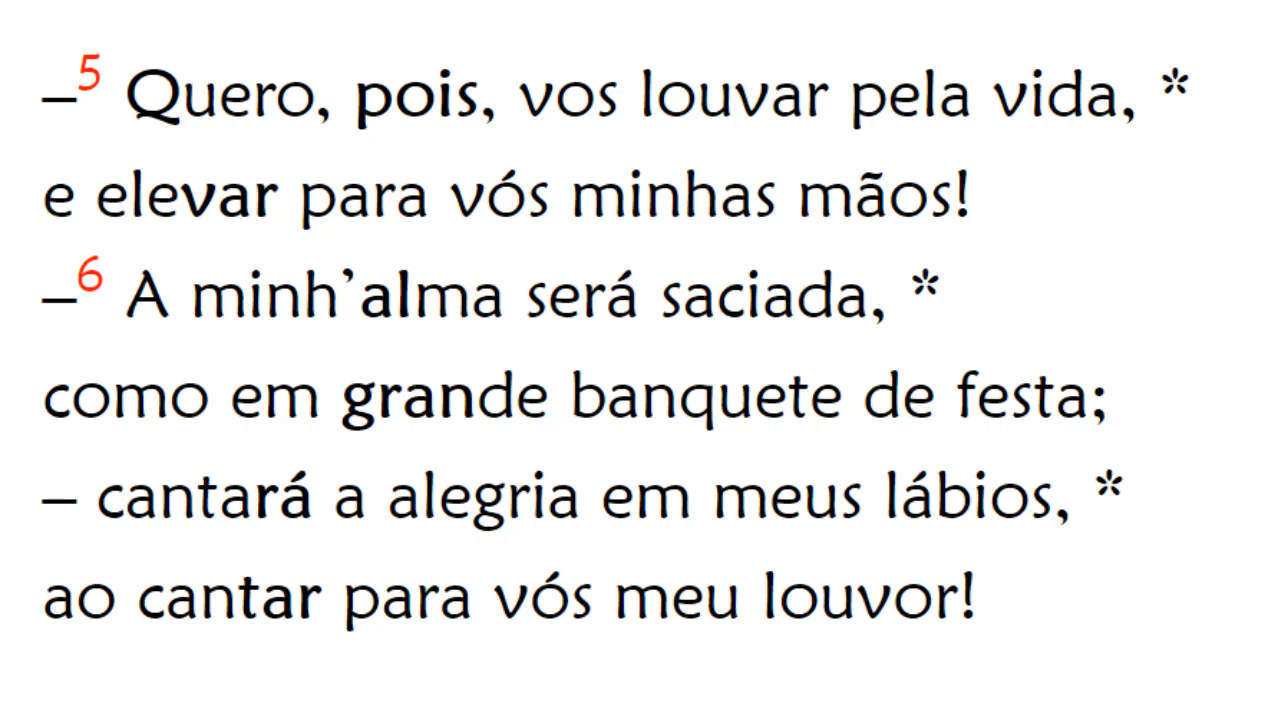 –5 Quero, pois, vos louvar pela vida, *
e elevar para vós minhas mãos!
–6 A minh’alma será saciada, *
como em grande banquete de festa;
– cantará a alegria em meus lábios, *
ao cantar para vós meu louvor!